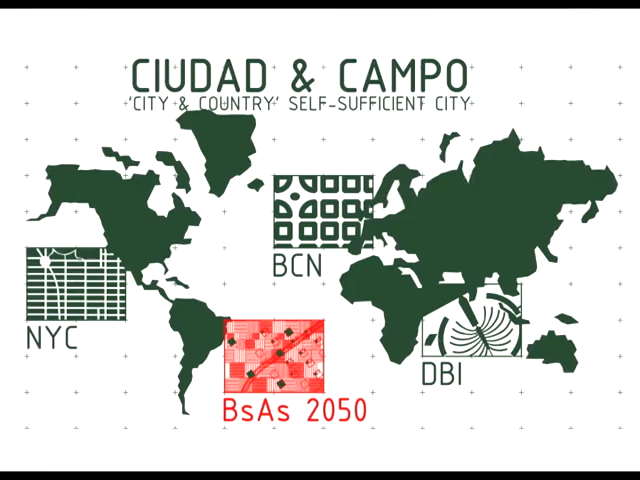 CIUDAD & CAMPO
'CITY & COUNTRY' SELF-SUFFICIENT CITY
BCN
NYC
DBI
BsAs 2050